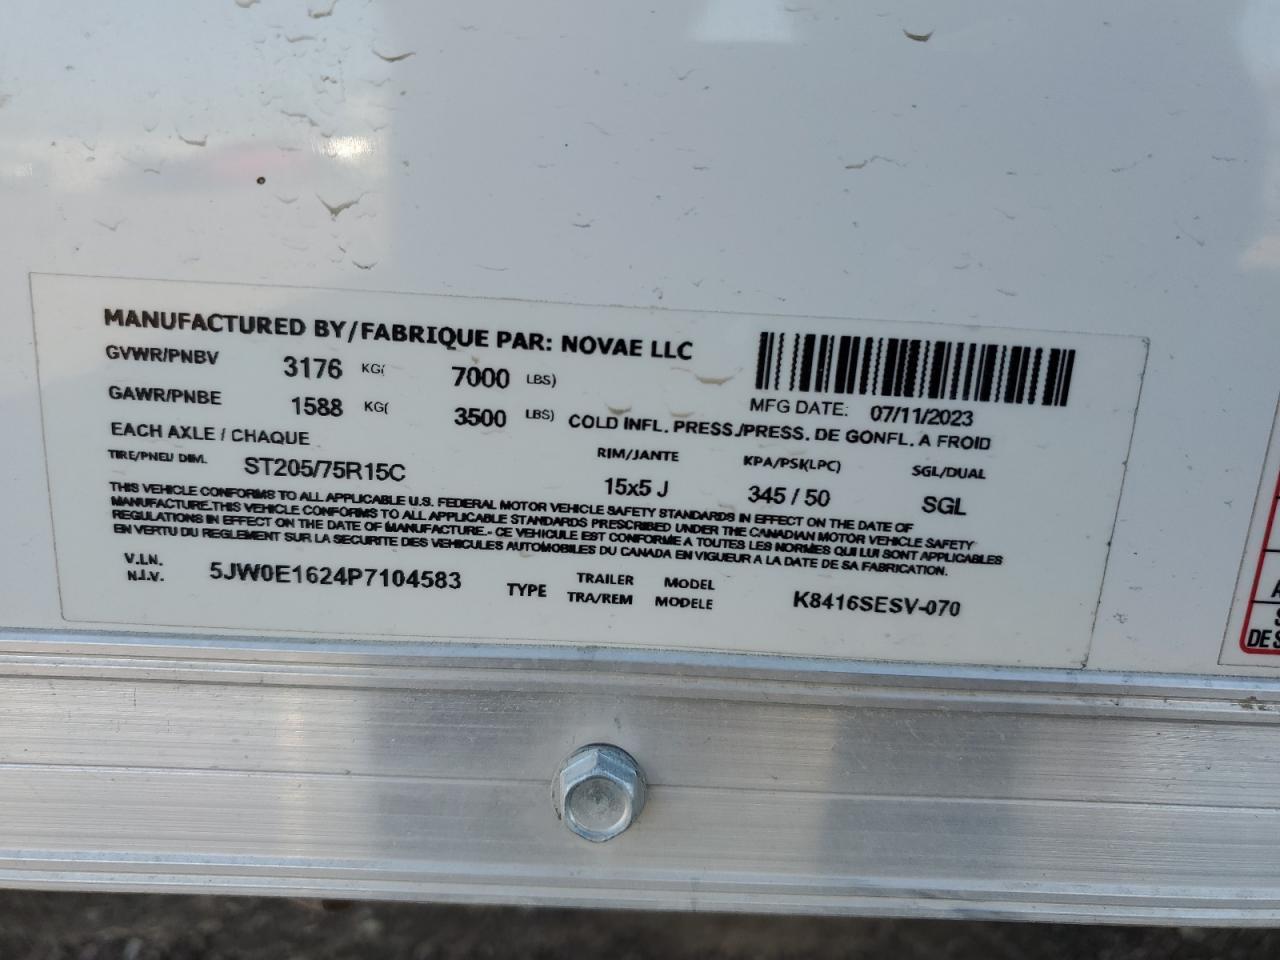 MANUFACTURED BY/FABRIQUE PAR: NOVAE LLC
GVWR/PNBV 3176 KG( 7000 LBS)
MFG DATE: 07/11/2023
GAWR/PNBE 1588 KG( 3500 LBS) COLD INFL. PRESS./PRESS. DE GONFL. A FROID
EACH AXLE / CHAQUE RIM/JANTE KPA/PSI(LPC) SGL/DUAL
TIRE/PNEU DIM. ST205/75R15C 15x5 J 345 / 50 SGL
THIS VEHICLE CONFORMS TO ALL APPLICABLE U.S. FEDERAL MOTOR VEHICLE SAFETY STANDARDS IN EFFECT ON THE DATE OF
MANUFACTURE.THIS VEHICLE CONFORMS TO ALL APPLICABLE STANDARDS PRESCRIBED UNDER THE CANADIAN MOTOR VEHICLE SAFETY
REGULATIONS IN EFFECT ON THE DATE OF MANUFACTURE.- CE VEHICULE EST CONFORME A TOUTES LES NORMES QUI LUI SONT APPLICABLES
EN VERTU DU REGLEMENT SUR LA SECURITE DES VEHICULES AUTOMOBILES DU CANADA EN VIGUEUR A LA DATE DE SA FABRICATION.
V.I.N. 5JW0E1624P7104583 TYPE TRAILER MODEL K8416SESV-070
N.I.V. TRA/REM MODELE
A
S
DES